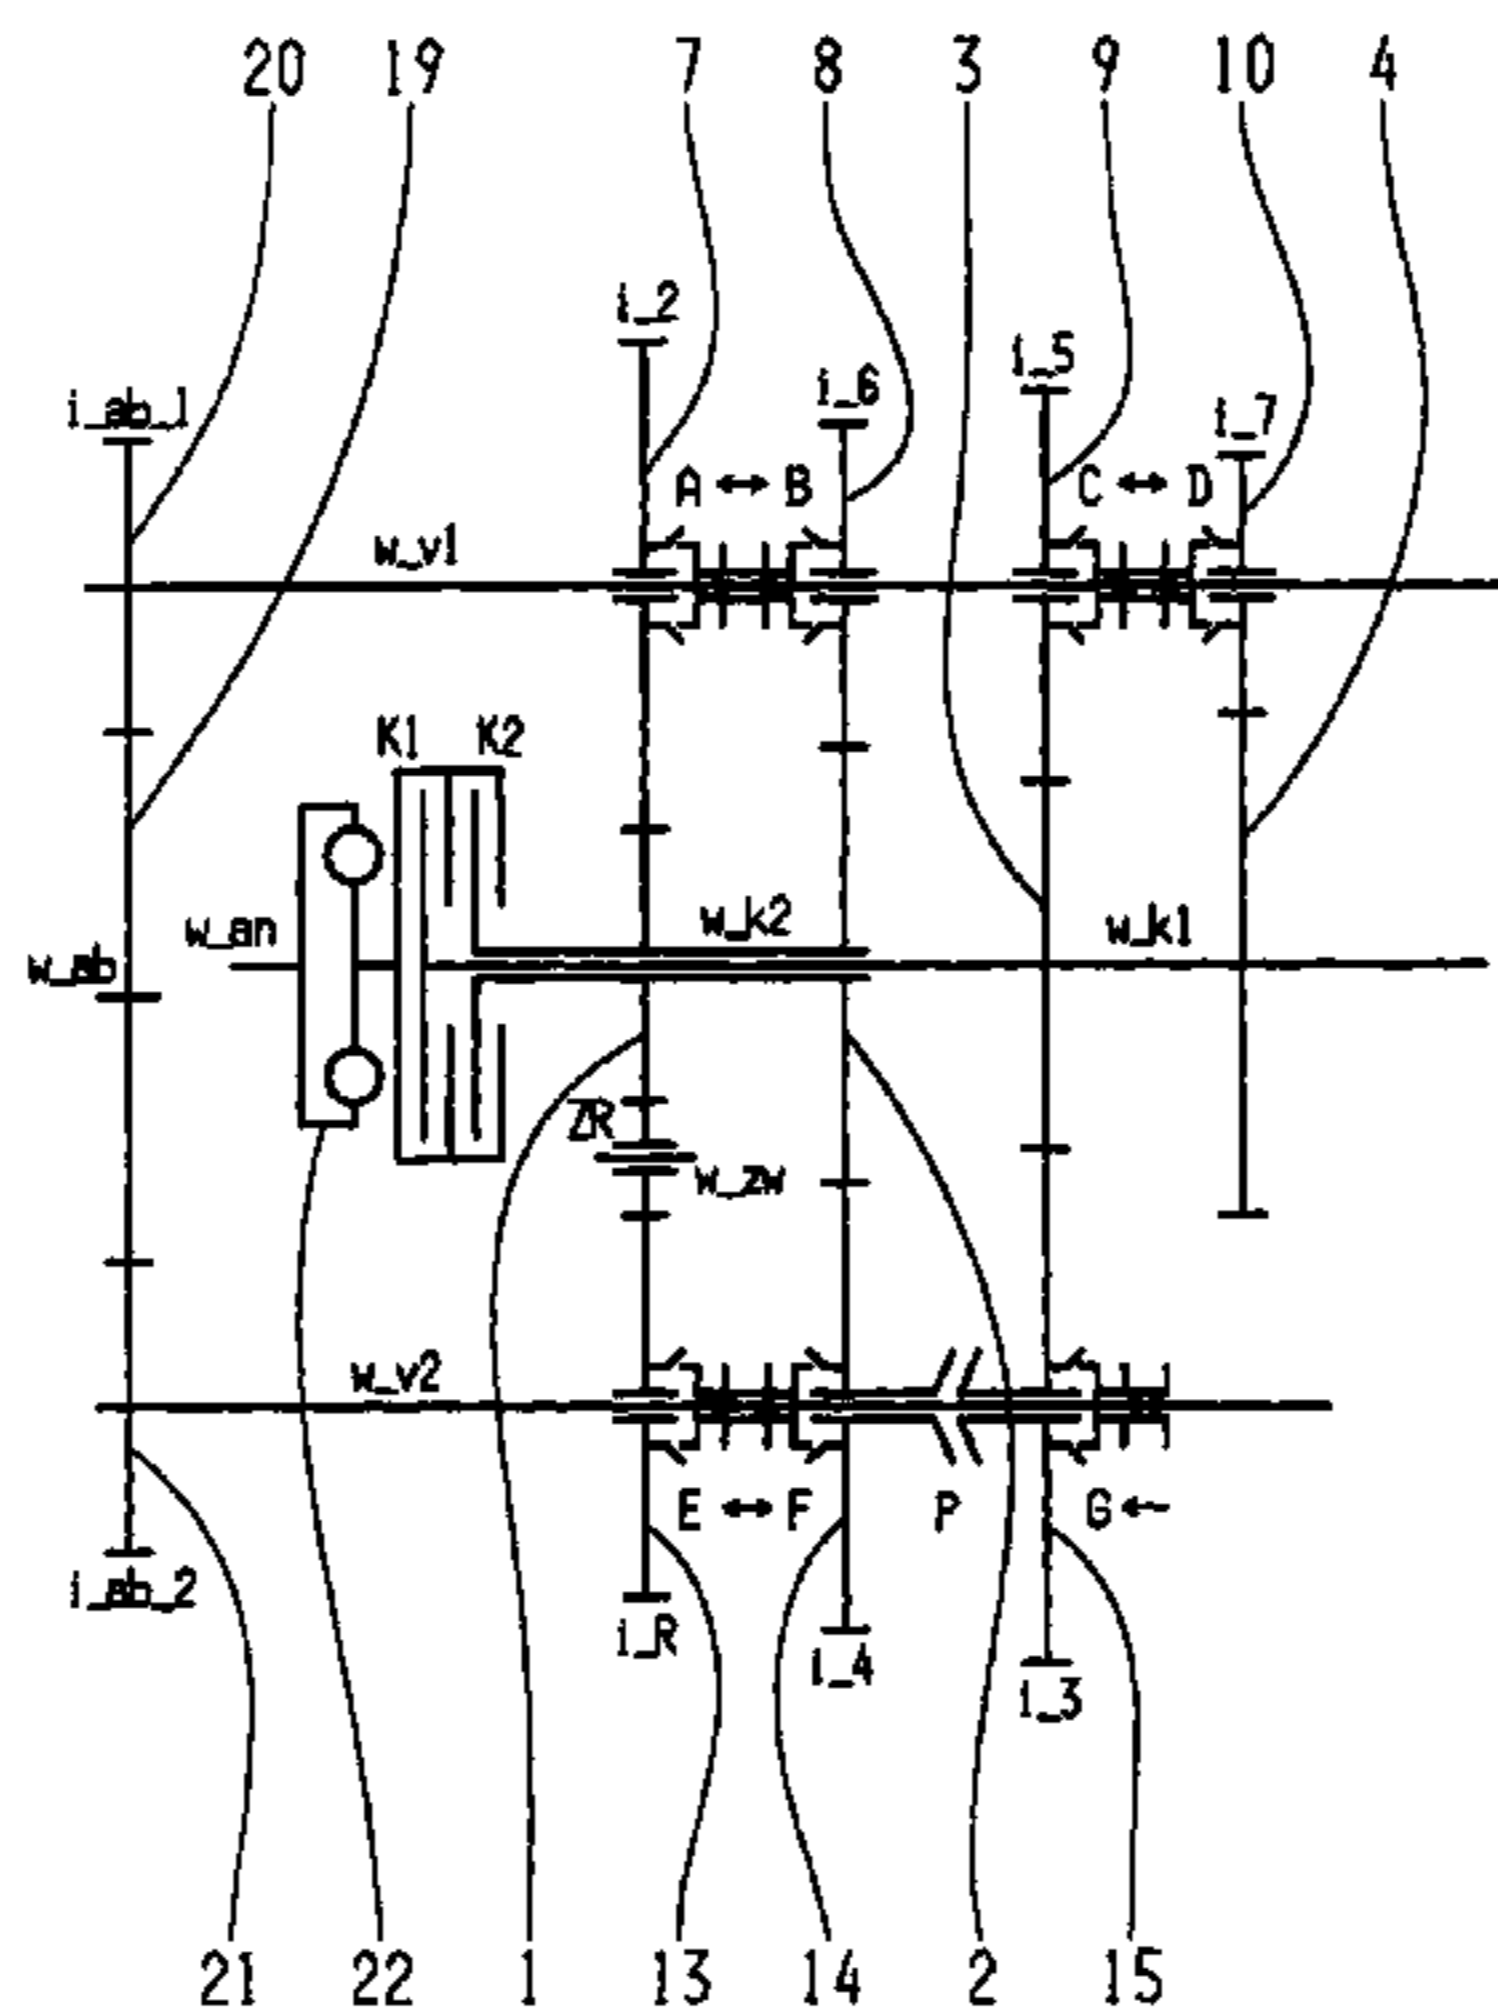 20 19 7 8 3 9 10 4
i_2
i_5
i_6
i_ab_1
i_7
A ↔ B
C ↔ D
w_v1
K1 K2
w_k2
w_k1
w_an
w_ab
ZR
w_zw
w_v2
E ↔ F
P
G ←
i_ab_2
i_R
i_4
i_3
21 22 1 13 14 2 15